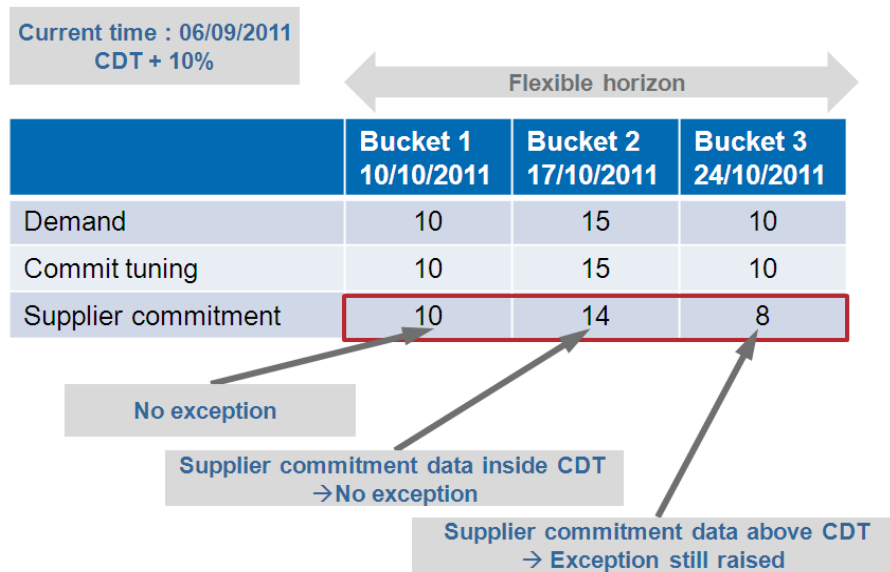 Current time : 06/09/2011
CDT + 10%
Flexible horizon
Bucket 1 Bucket 2 Bucket 3
10/10/2011 17/10/2011 24/10/2011
Demand 10 15 10
Commit tuning 10 15 10
Supplier commitment 10 14 8
No exception
Supplier commitment data inside CDT
→No exception
Supplier commitment data above CDT
→ Exception still raised